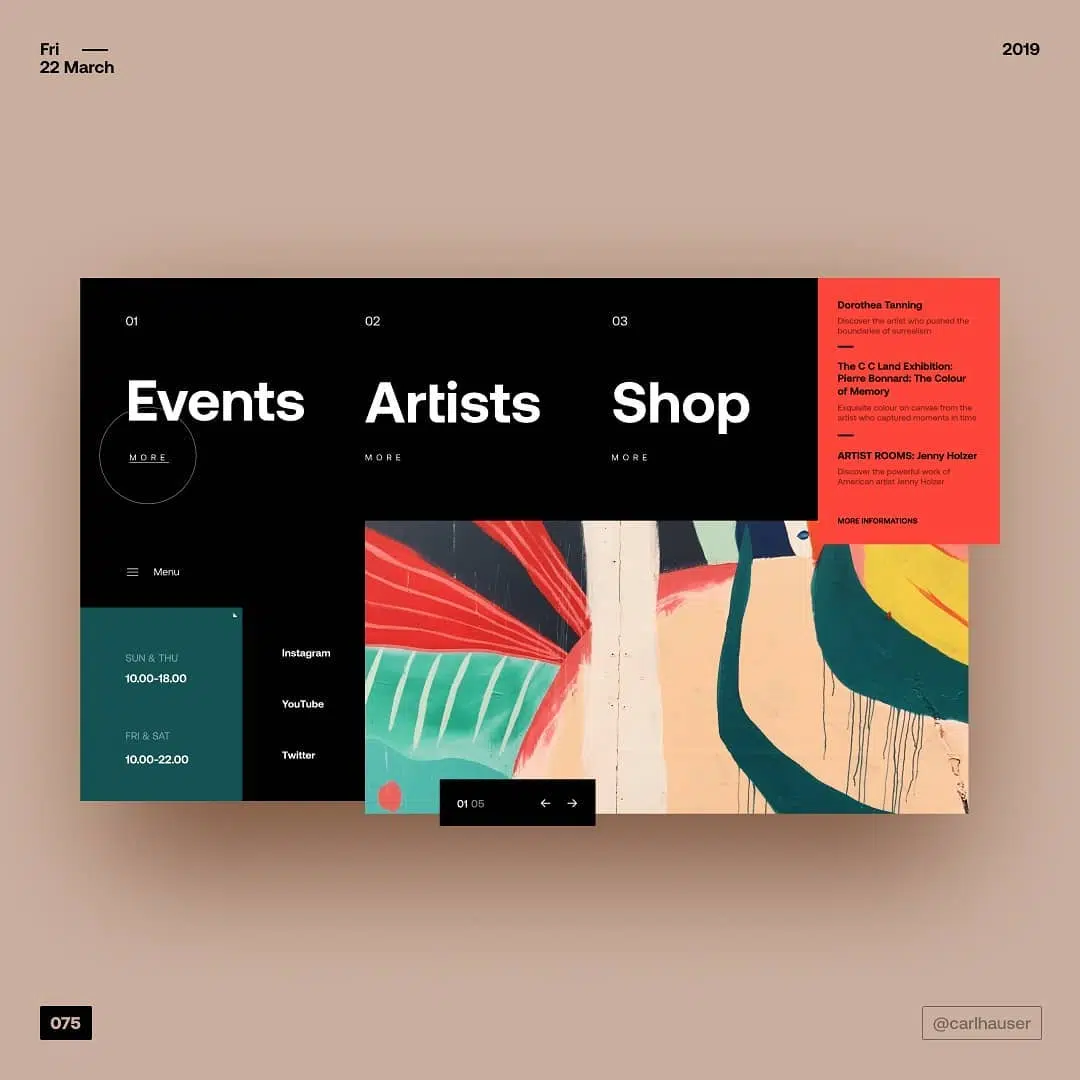 Fri —
22 March
2019
01
Events
MORE
02
Artists
MORE
03
Shop
MORE
Dorothea Tanning
Discover the artist who pushed the
boundaries of surrealism
The C C Land Exhibition:
Pierre Bonnard: The Colour
of Memory
Exquisite colour on canvas from the
artist who captured moments in time
ARTIST ROOMS: Jenny Holzer
Discover the powerful work of
American artist Jenny Holzer
MORE INFORMATIONS
Menu
SUN & THU
10.00-18.00
FRI & SAT
10.00-22.00
Instagram
YouTube
Twitter
01 05
075
@carlhauser